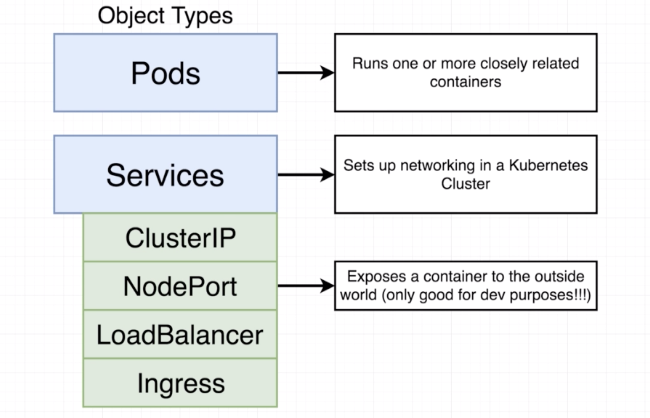 Object Types
Pods
Runs one or more closely related
containers
Services
Sets up networking in a Kubernetes
Cluster
ClusterIP
NodePort
Exposes a container to the outside
world (only good for dev purposes!!!)
LoadBalancer
Ingress